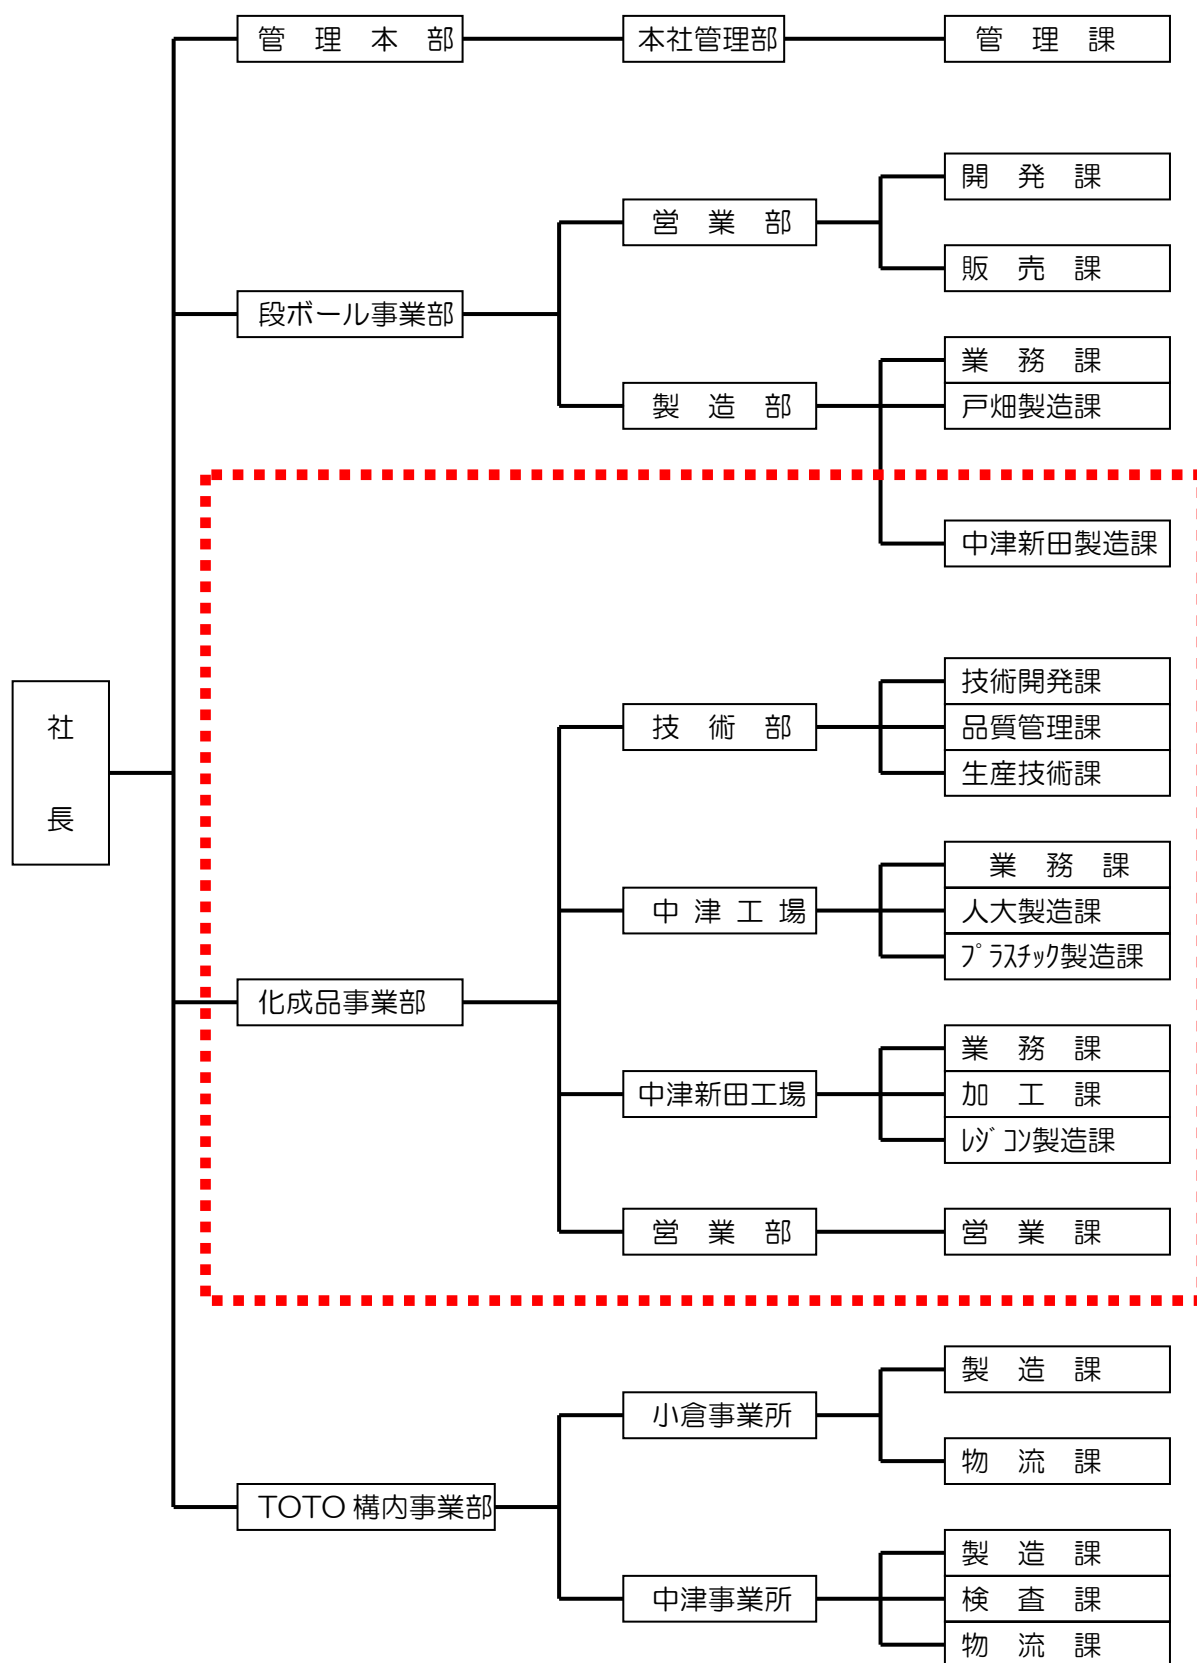 管理本部
本社管理部
管理課
開発課
営業部
販売課
段ボール事業部
業務課
製造部
戸畑製造課
中津新田製造課
社
長
技術開発課
技術部
品質管理課
生産技術課
業務課
中津工場
人大製造課
プラスチック製造課
化成品事業部
業務課
中津新田工場
加工課
レジコン製造課
営業部
営業課
製造課
小倉事業所
物流課
TOTO構内事業部
製造課
中津事業所
検査課
物流課